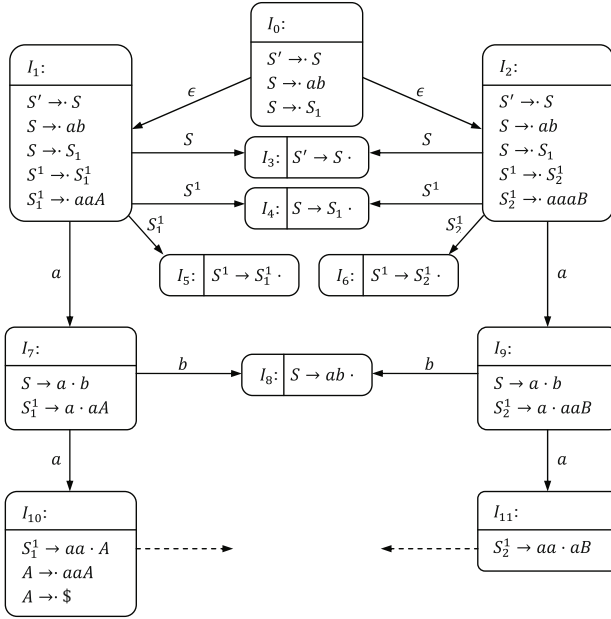 I₀:
S′ →· S
S →· ab
S →· S₁
I₁:
S′ →· S
S →· ab
S →· S₁
S¹ →· S₁¹
S₁¹ →· aaA
I₂:
S′ →· S
S →· ab
S →· S₁
S¹ →· S₂¹
S₂¹ →· aaaB
ϵ
ϵ
S
I₃: S′ → S ·
S
S¹
I₄: S → S₁ ·
S¹
S₁¹
S₂¹
I₅: S¹ → S₁¹ ·
I₆: S¹ → S₂¹ ·
a
a
I₇:
S → a · b
S₁¹ → a · aA
b
I₈: S → ab ·
b
I₉:
S → a · b
S₂¹ → a · aaB
a
a
I₁₀:
S₁¹ → aa · A
A →· aaA
A →· $
I₁₁:
S₂¹ → aa · aB